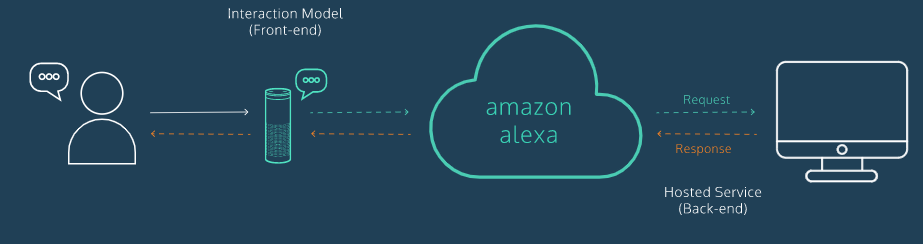 Interaction Model
(Front-end)
amazon
alexa
Request
Response
Hosted Service
(Back-end)